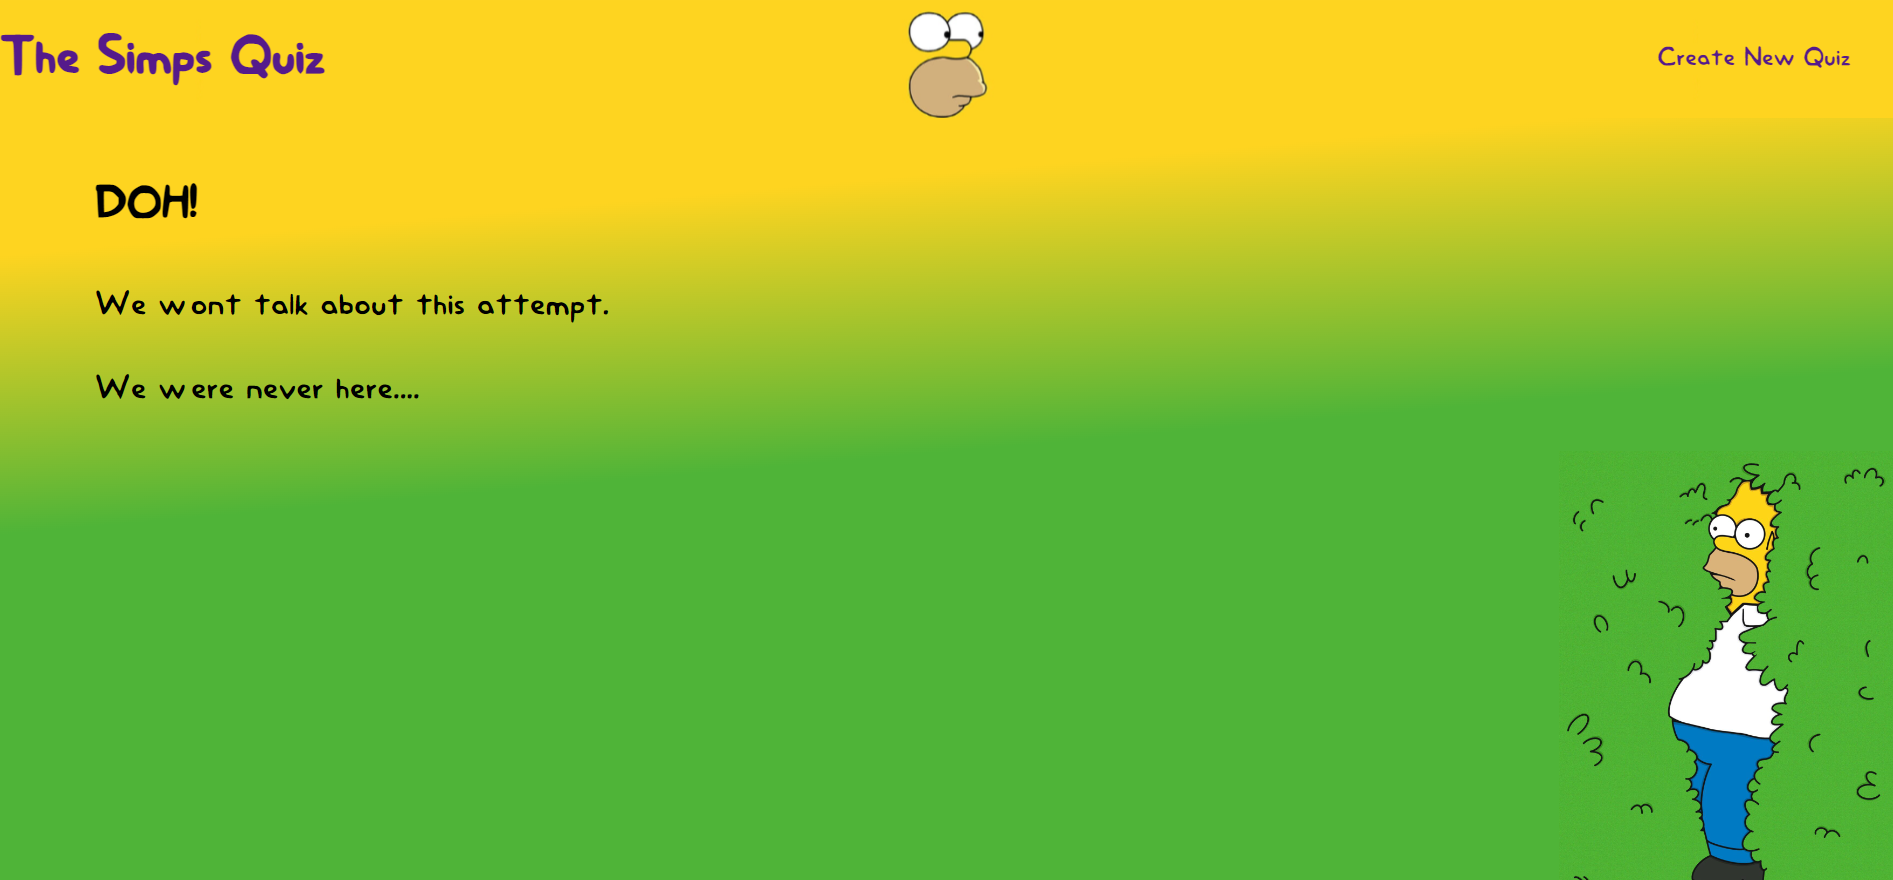 The Simps Quiz
Create New Quiz
DOH!
We wont talk about this attempt.
We were never here....